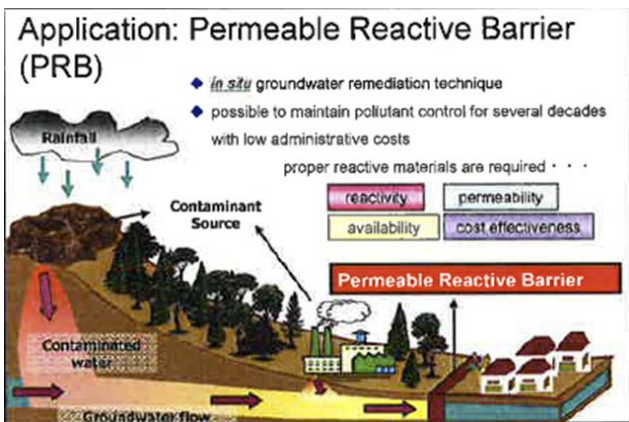 Application: Permeable Reactive Barrier
(PRB)
in situ groundwater remediation technique
possible to maintain pollutant control for several decades
with low administrative costs
proper reactive materials are required · · ·
Rainfall
reactivity
permeability
availability
cost effectiveness
Contaminant
Source
Permeable Reactive Barrier
Contaminated
water
Groundwater flow